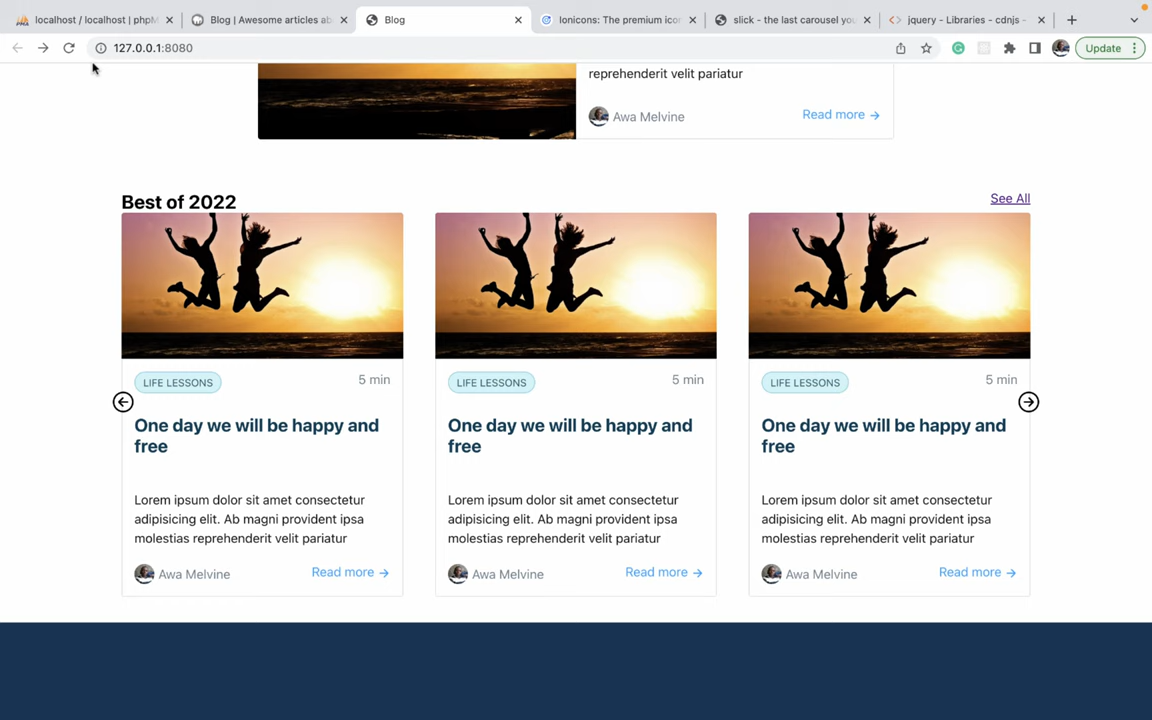 localhost / localhost | phpM
Blog | Awesome articles ab
Blog
Ionicons: The premium icon
slick - the last carousel you
jquery - Libraries - cdnjs -
127.0.0.1:8080
Update
reprehenderit velit pariatur
Awa Melvine
Read more →
Best of 2022
See All
LIFE LESSONS
5 min
One day we will be happy and
free
Lorem ipsum dolor sit amet consectetur
adipisicing elit. Ab magni provident ipsa
molestias reprehenderit velit pariatur
Awa Melvine
Read more →
LIFE LESSONS
5 min
One day we will be happy and
free
Lorem ipsum dolor sit amet consectetur
adipisicing elit. Ab magni provident ipsa
molestias reprehenderit velit pariatur
Awa Melvine
Read more →
LIFE LESSONS
5 min
One day we will be happy and
free
Lorem ipsum dolor sit amet consectetur
adipisicing elit. Ab magni provident ipsa
molestias reprehenderit velit pariatur
Awa Melvine
Read more →